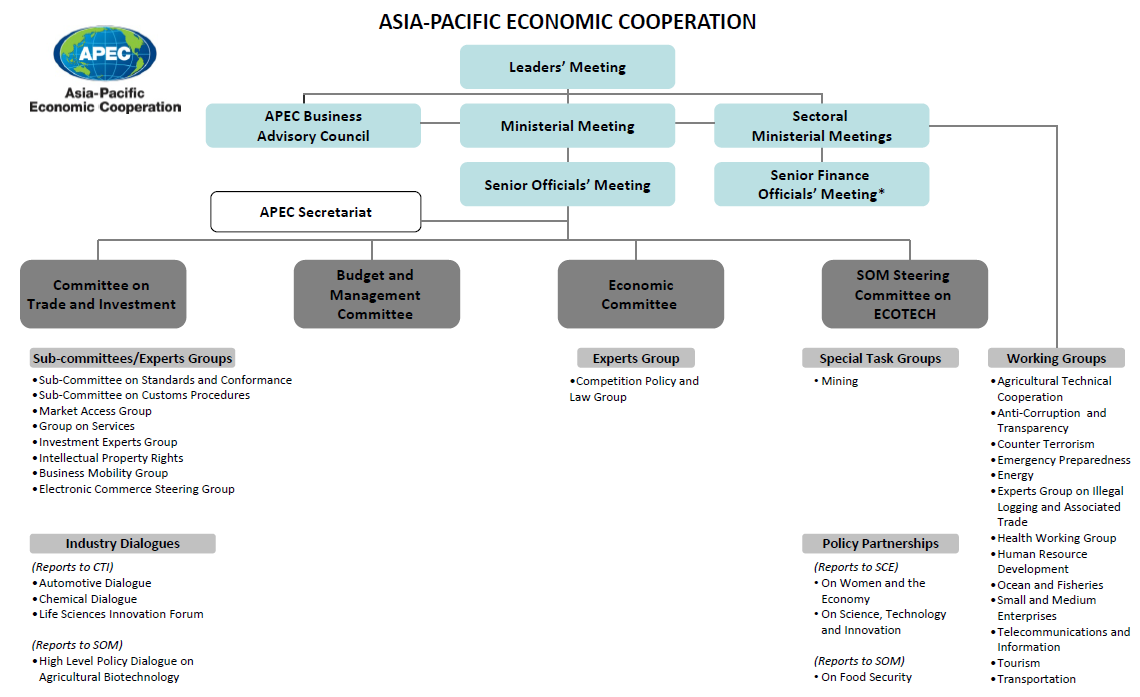 ASIA-PACIFIC ECONOMIC COOPERATION
APEC
Asia-Pacific
Economic Cooperation
Leaders' Meeting
APEC Business
Advisory Council
Ministerial Meeting
Sectoral
Ministerial Meetings
Senior Officials' Meeting
Senior Finance
Officials' Meeting*
APEC Secretariat
Committee on
Trade and Investment
Budget and
Management
Committee
Economic
Committee
SOM Steering
Committee on
ECOTECH
Sub-committees/Experts Groups
•Sub-Committee on Standards and Conformance
•Sub-Committee on Customs Procedures
•Market Access Group
•Group on Services
•Investment Experts Group
•Intellectual Property Rights
•Business Mobility Group
•Electronic Commerce Steering Group
Experts Group
•Competition Policy and
Law Group
Special Task Groups
• Mining
Working Groups
•Agricultural Technical
Cooperation
•Anti-Corruption and
Transparency
•Counter Terrorism
•Emergency Preparedness
•Energy
•Experts Group on Illegal
Logging and Associated
Trade
•Health Working Group
•Human Resource
Development
•Ocean and Fisheries
•Small and Medium
Enterprises
•Telecommunications and
Information
•Tourism
•Transportation
Industry Dialogues
(Reports to CTI)
•Automotive Dialogue
•Chemical Dialogue
•Life Sciences Innovation Forum
(Reports to SOM)
•High Level Policy Dialogue on
Agricultural Biotechnology
Policy Partnerships
(Reports to SCE)
• On Women and the
Economy
• On Science, Technology
and Innovation
(Reports to SOM)
• On Food Security